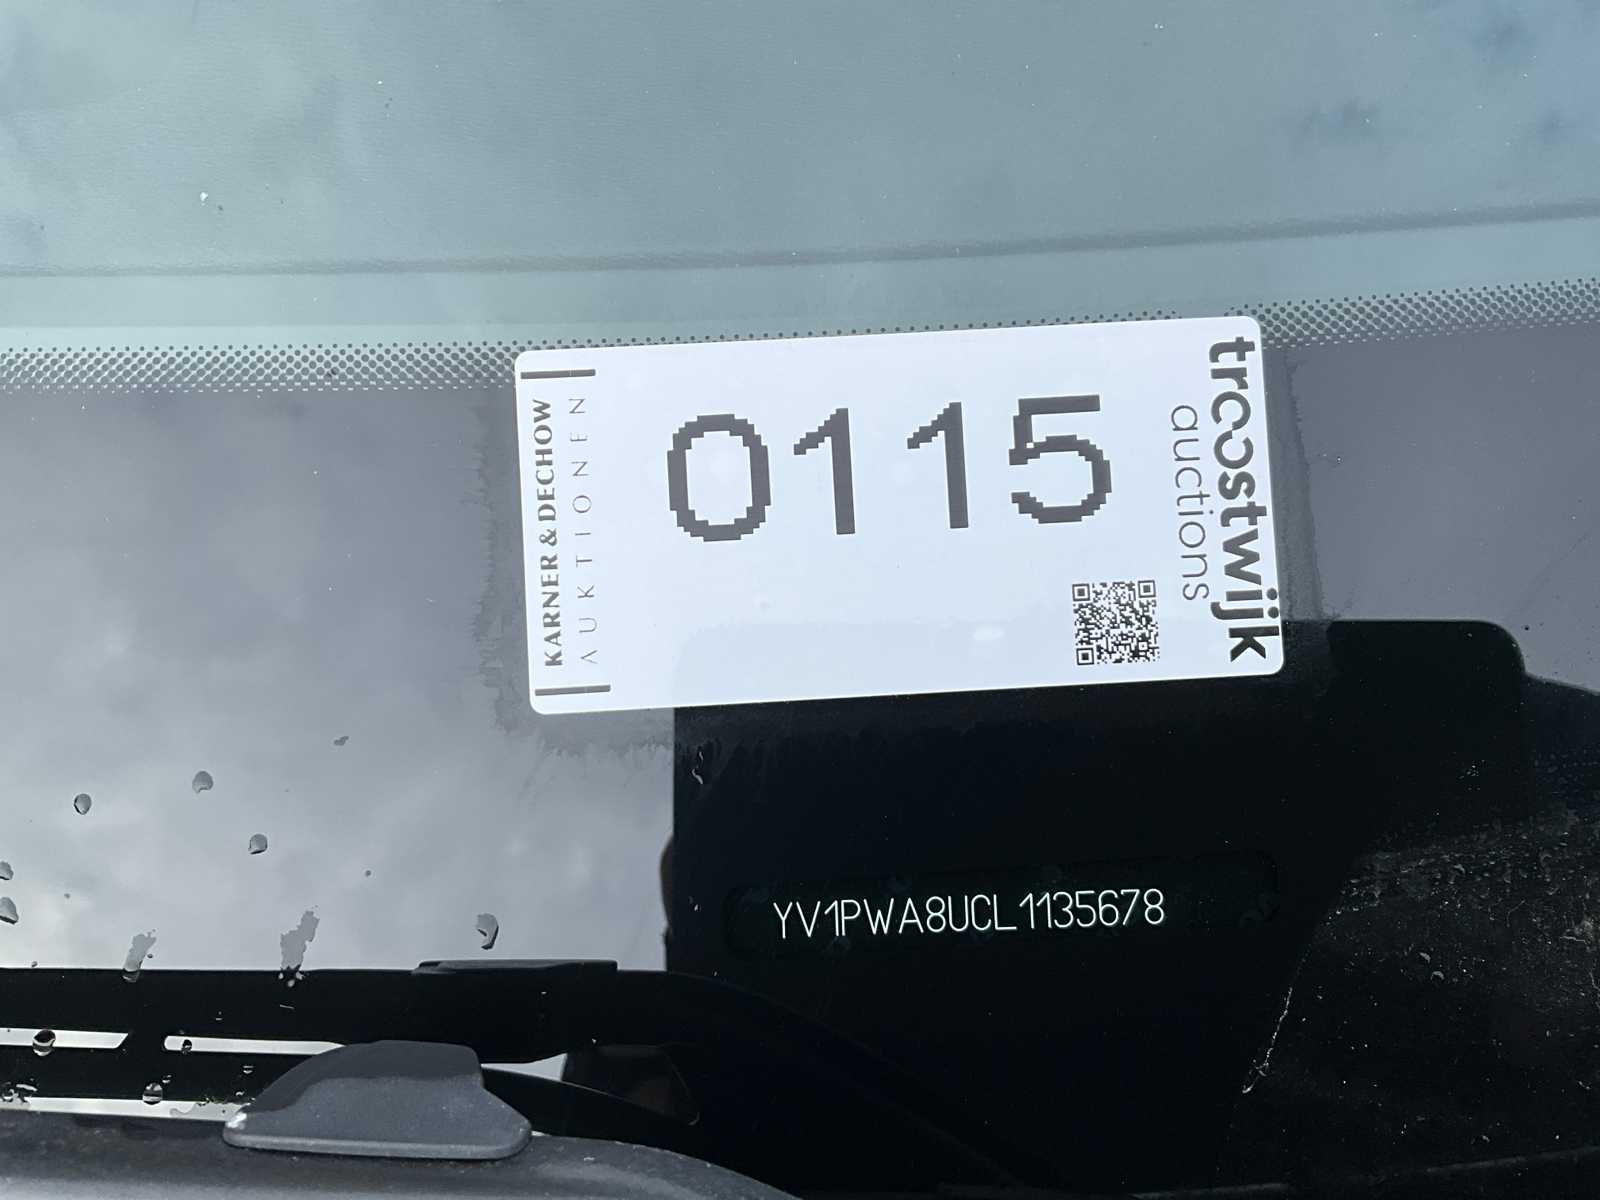 KARNER & DECHOW
AUKTIONEN
0115
troostwijk
auctions
YV1PWA8UCL1135678